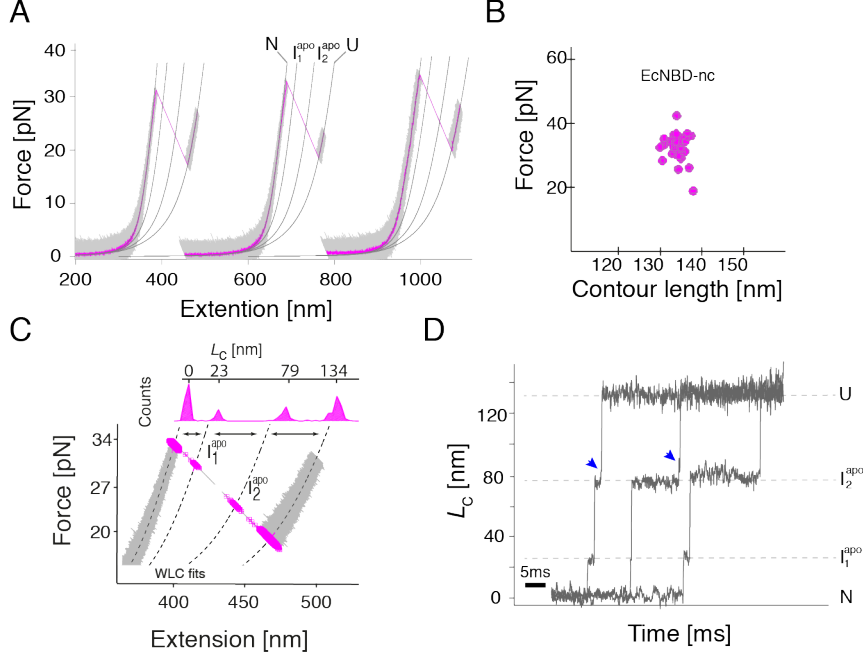 A
B
40
30
20
10
0
Force [pN]
N
I1apo
I2apo
U
200
400
600
800
1000
Extention [nm]
60
40
20
Force [pN]
EcNBD-nc
120
130
140
150
Contour length [nm]
C
D
LC [nm]
0
23
79
134
Counts
34
27
20
Force [pN]
I1apo
I2apo
WLC fits
400
450
500
Extension [nm]
120
80
40
0
LC [nm]
U
I2apo
I1apo
N
5ms
Time [ms]